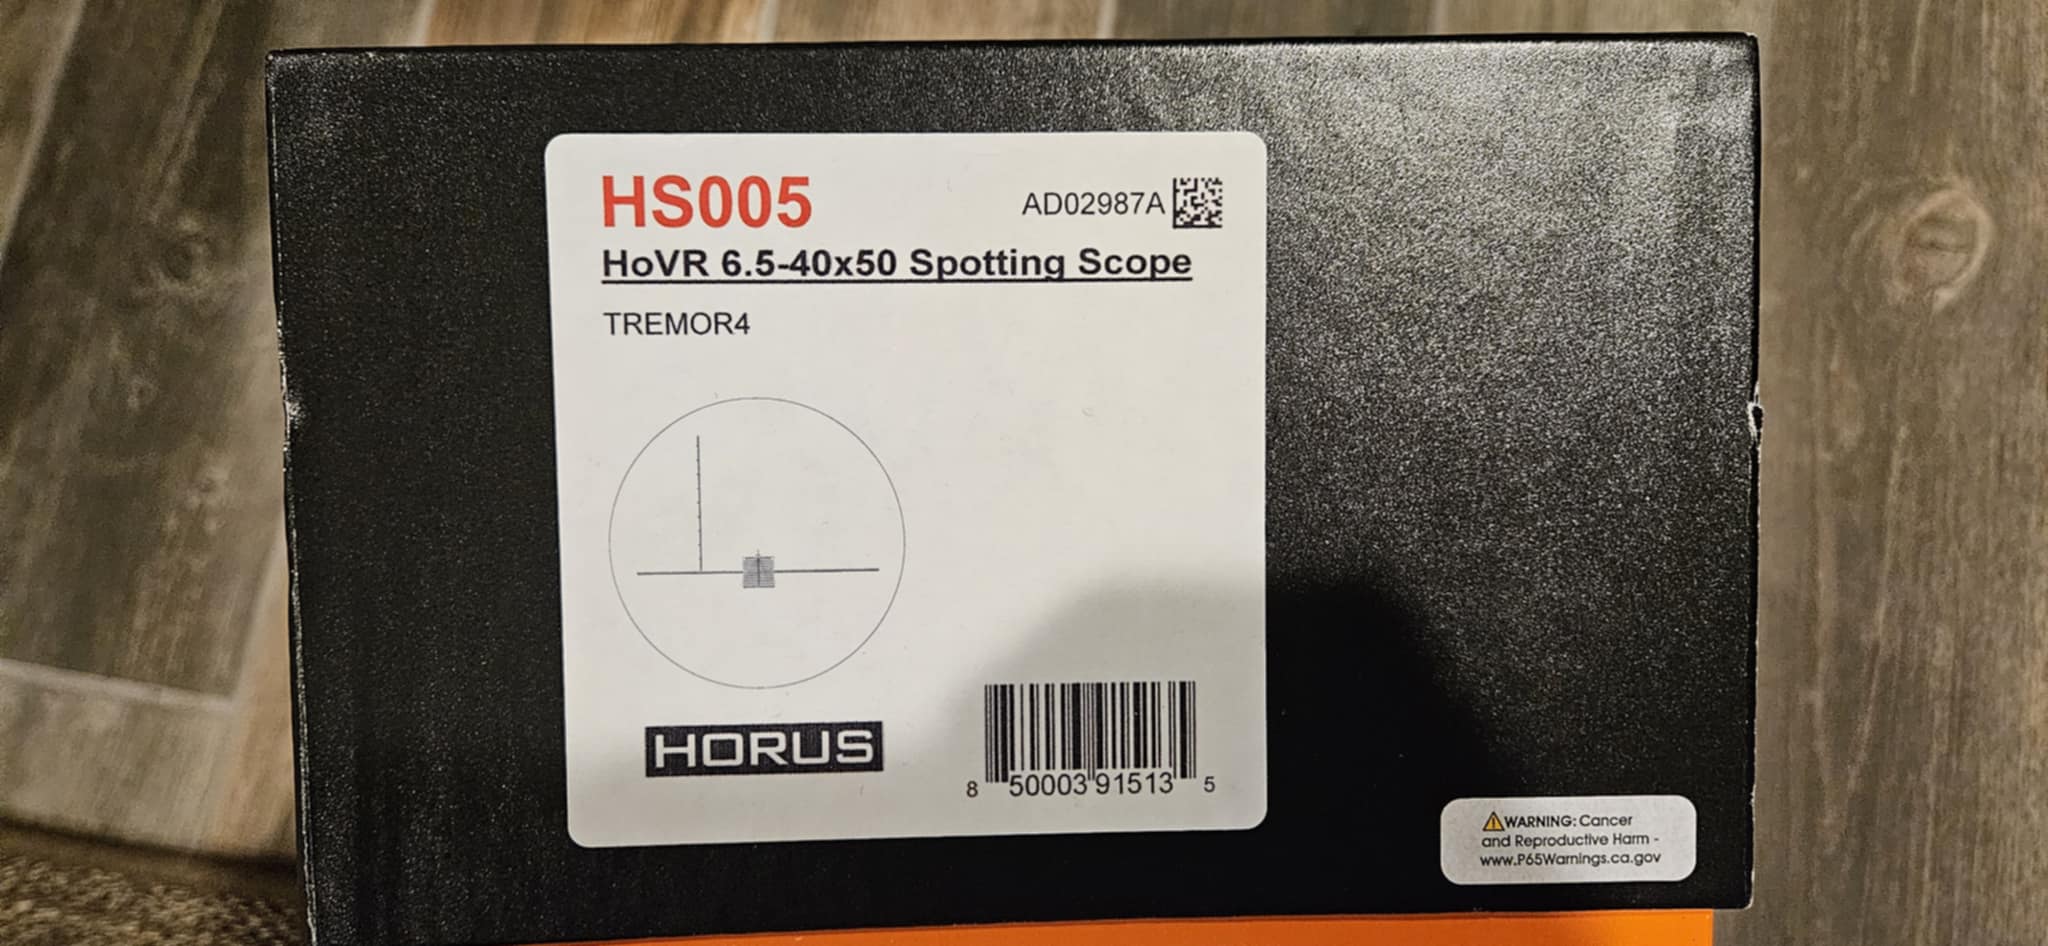 HS005
AD02987A
HoVR 6.5-40x50 Spotting Scope
TREMOR4
HORUS
8 50003 91513 5
WARNING: Cancer
and Reproductive Harm -
www.P65Warnings.ca.gov